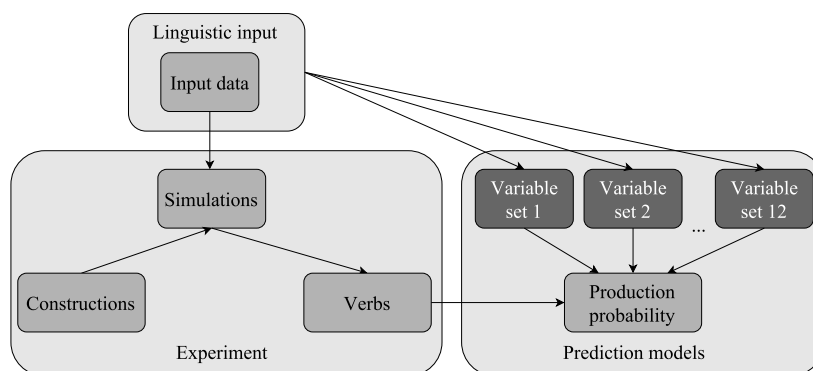 Linguistic input
Input data
Simulations
Constructions
Verbs
Experiment
Variable
set 1
Variable
set 2
...
Variable
set 12
Production
probability
Prediction models